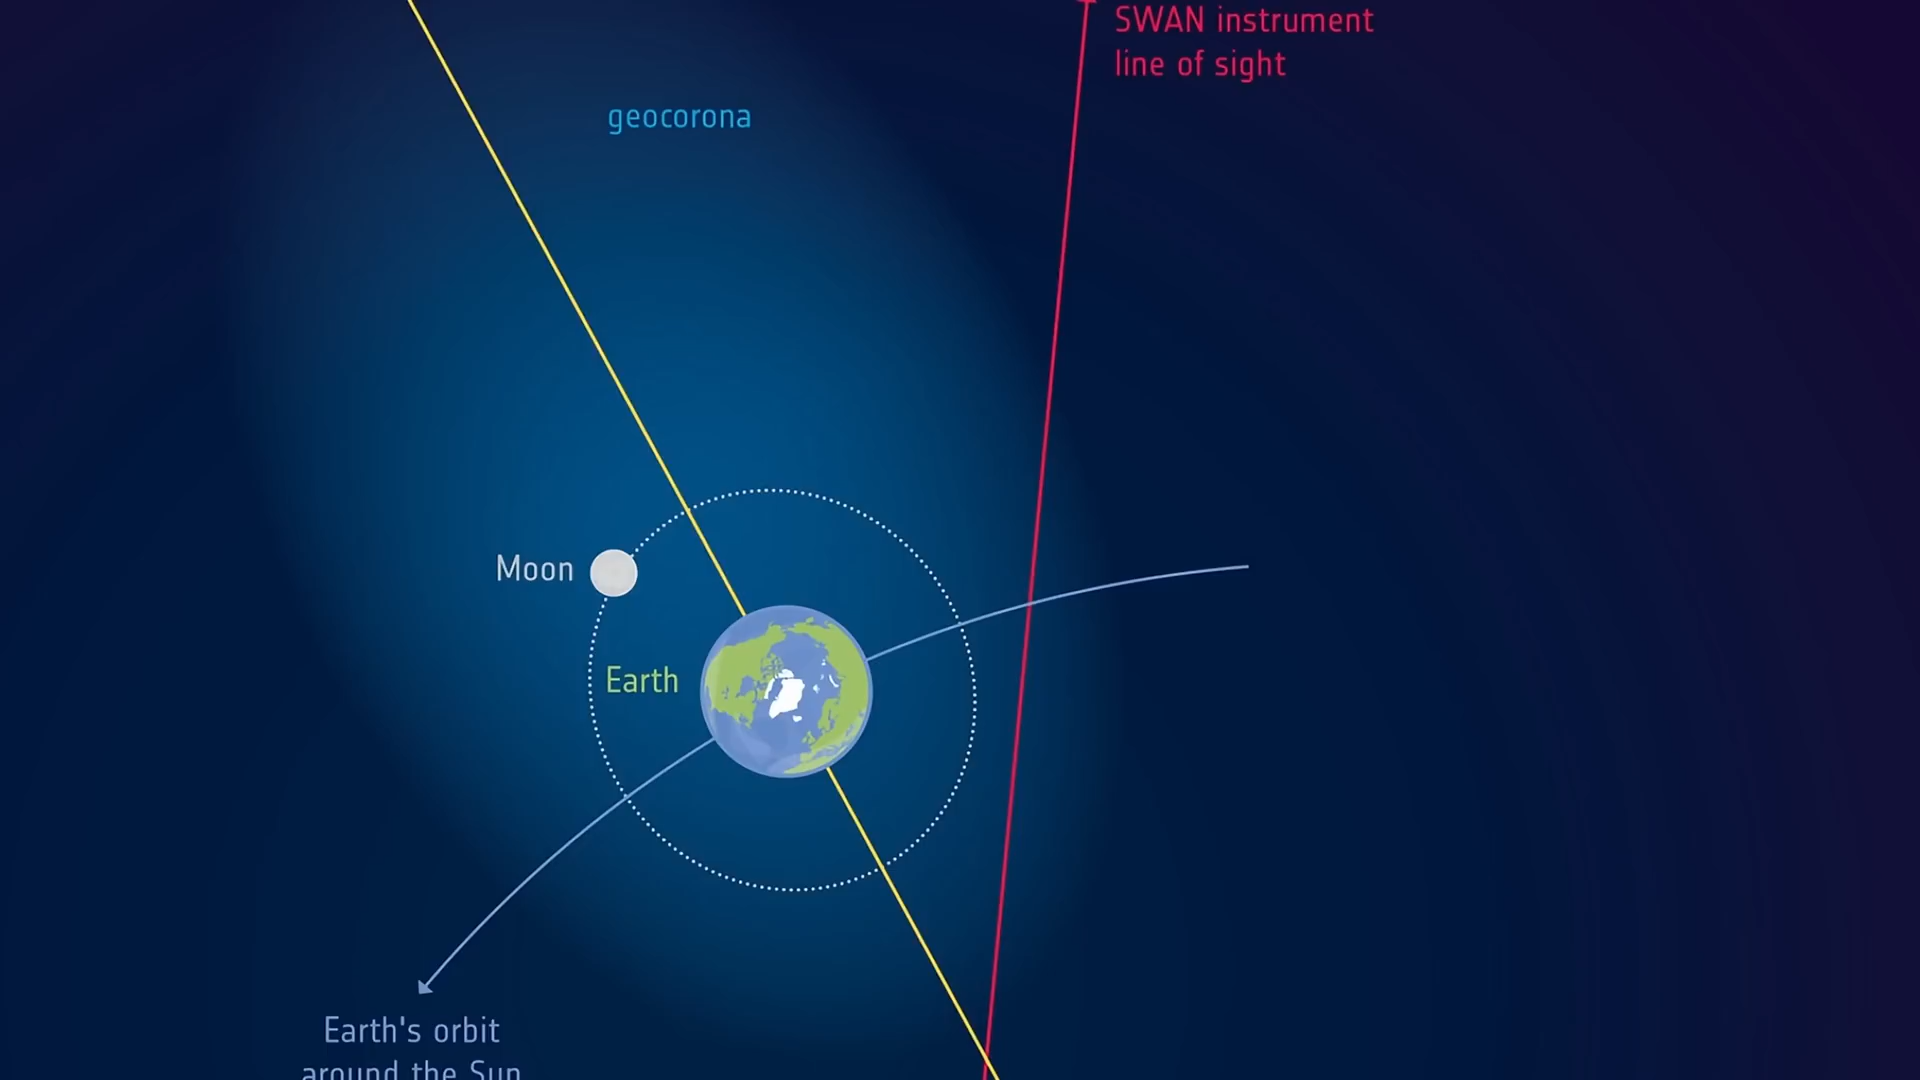 SWAN instrument
line of sight
geocorona
Moon
Earth
Earth's orbit
around the Sun